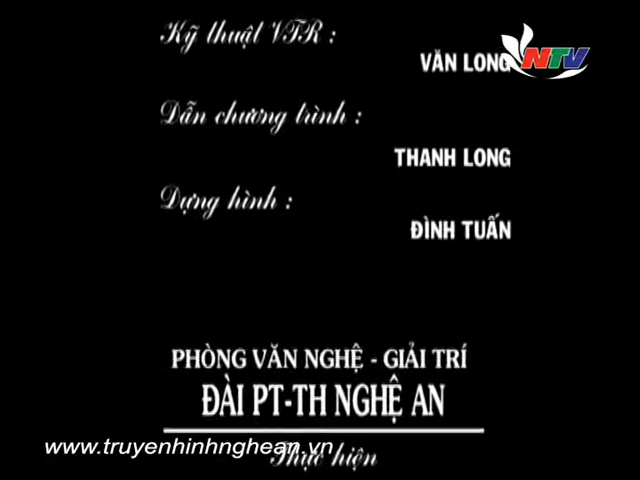 Kỹ thuật VTR :
VĂN LONG
NTV
Dẫn chương trình :
THANH LONG
Dựng hình :
ĐÌNH TUẤN
PHÒNG VĂN NGHỆ - GIẢI TRÍ
ĐÀI PT-TH NGHỆ AN
www.truyenhinhnghean.vn
Thực hiện